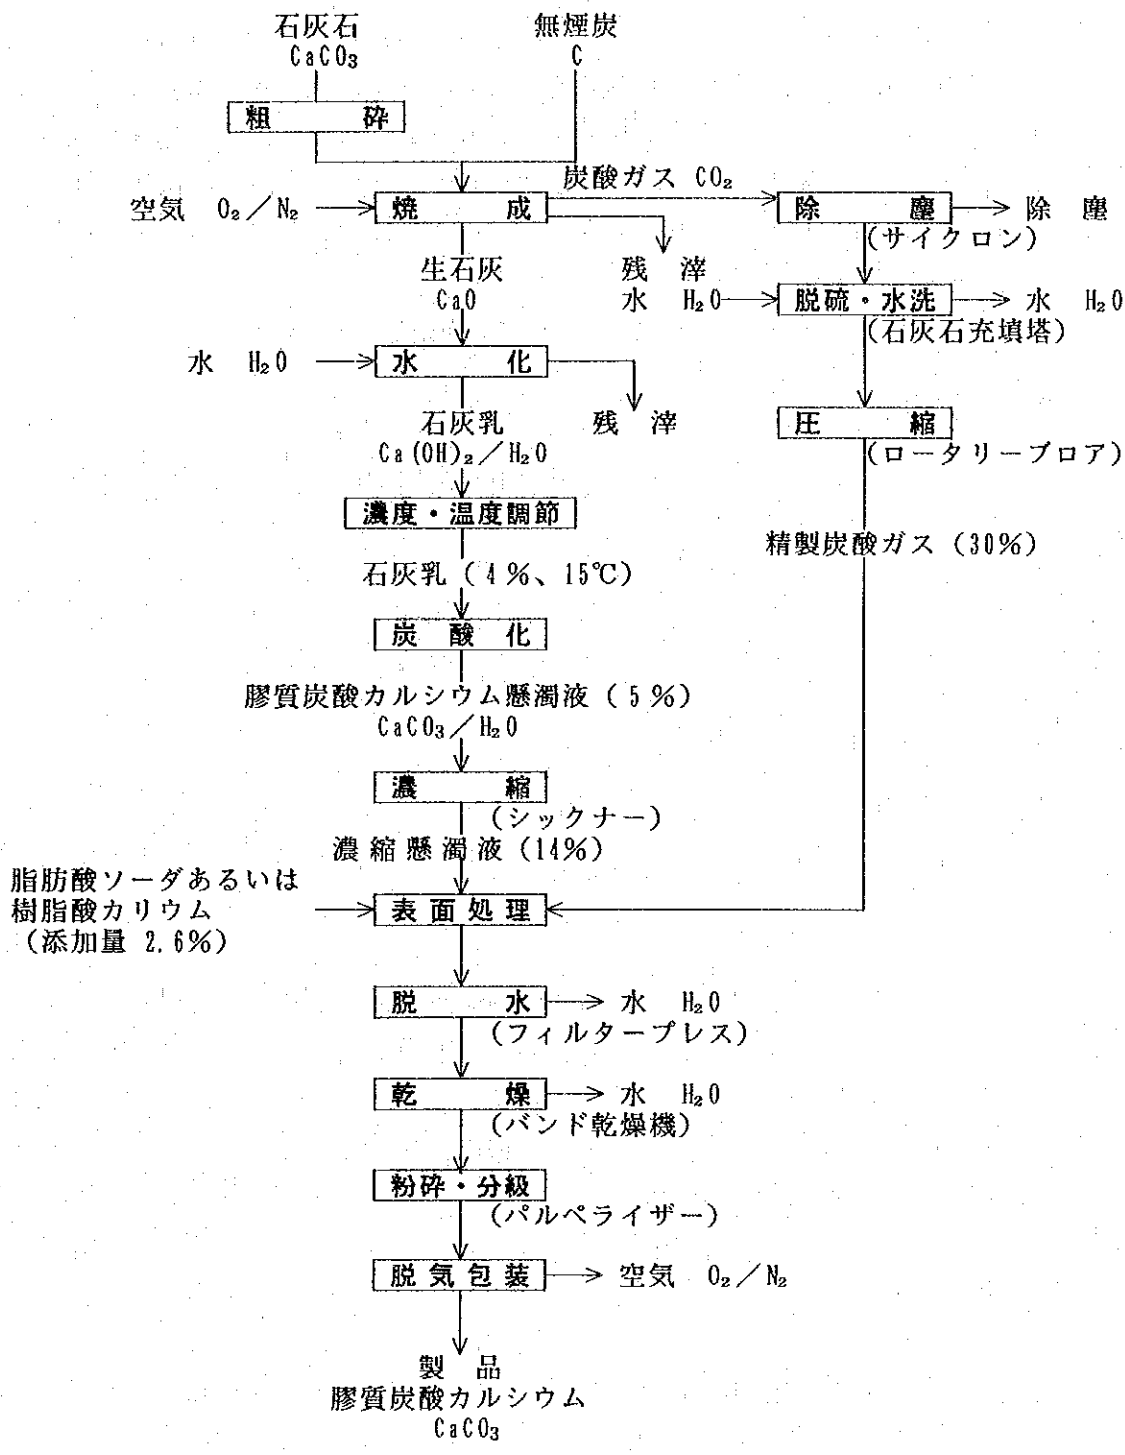 石灰石
CaCO₃
無煙炭
C
粗 砕
炭酸ガス CO₂
空気 O₂／N₂
焼 成
除 塵
除 塵
(サイクロン)
生石灰
CaO
残 滓
水 H₂O
脱硫・水洗
水 H₂O
(石灰石充填塔)
水 H₂O
水 化
石灰乳
Ca(OH)₂／H₂O
残 滓
圧 縮
(ロータリーブロア)
濃度・温度調節
精製炭酸ガス (30%)
石灰乳 (4%、15℃)
炭 酸 化
膠質炭酸カルシウム懸濁液 (5%)
CaCO₃／H₂O
濃 縮
(シックナー)
濃縮懸濁液 (14%)
脂肪酸ソーダあるいは
樹脂酸カリウム
(添加量 2.6%)
表面処理
脱 水
水 H₂O
(フィルタープレス)
乾 燥
水 H₂O
(バンド乾燥機)
粉砕・分級
(パルペライザー)
脱気包装
空気 O₂／N₂
製 品
膠質炭酸カルシウム
CaCO₃